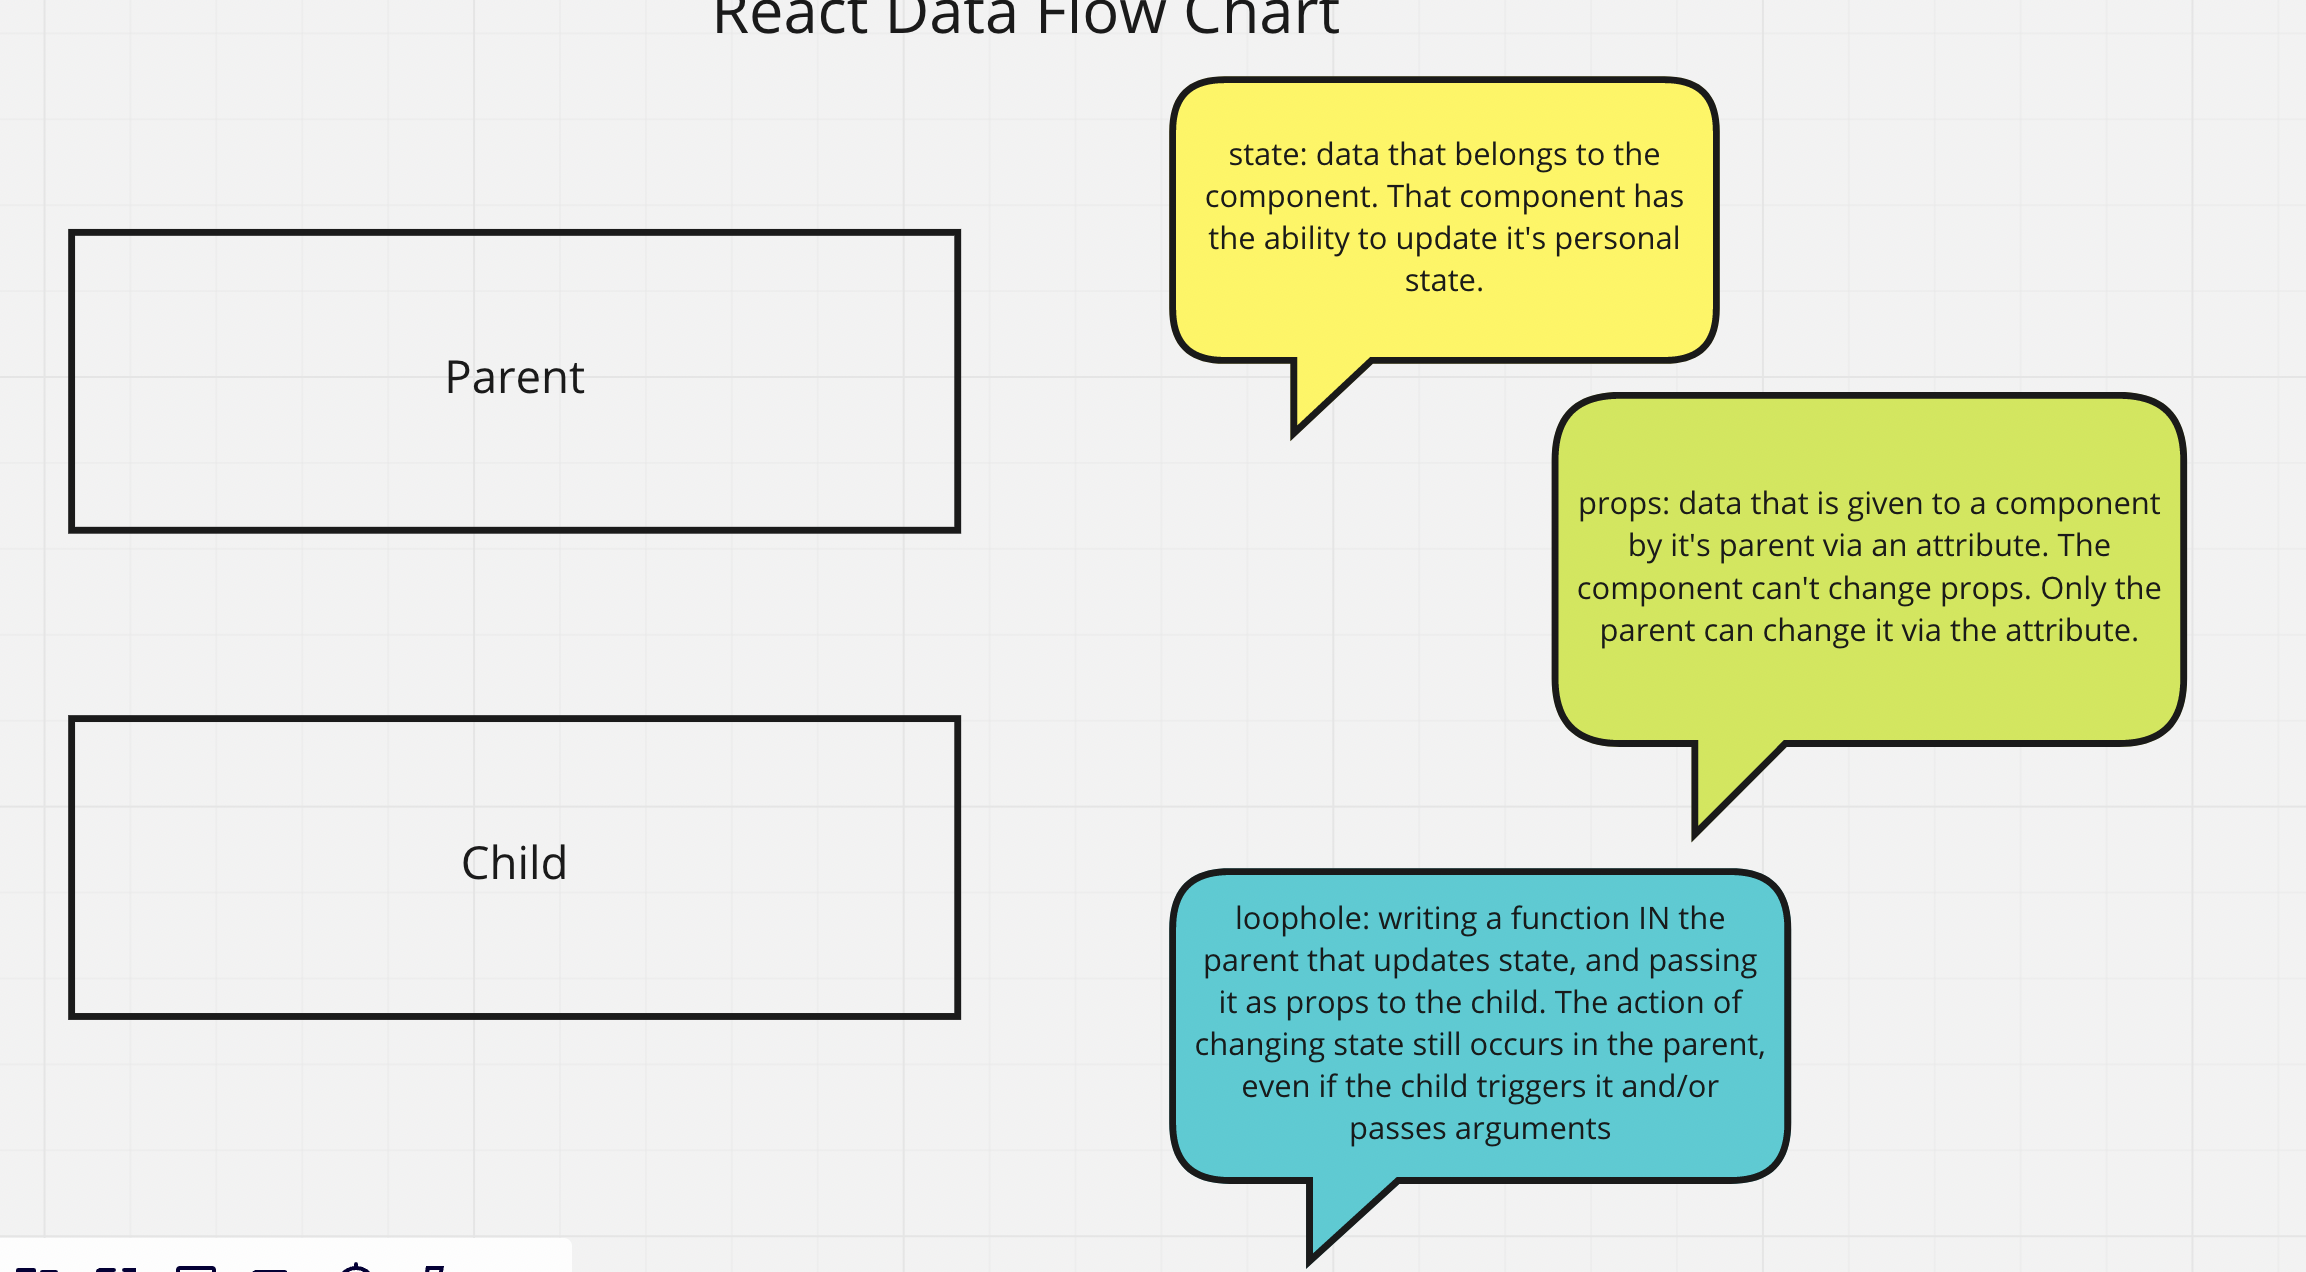 React Data Flow Chart
state: data that belongs to the
component. That component has
the ability to update it's personal
state.
Parent
props: data that is given to a component
by it's parent via an attribute. The
component can't change props. Only the
parent can change it via the attribute.
Child
loophole: writing a function IN the
parent that updates state, and passing
it as props to the child. The action of
changing state still occurs in the parent,
even if the child triggers it and/or
passes arguments